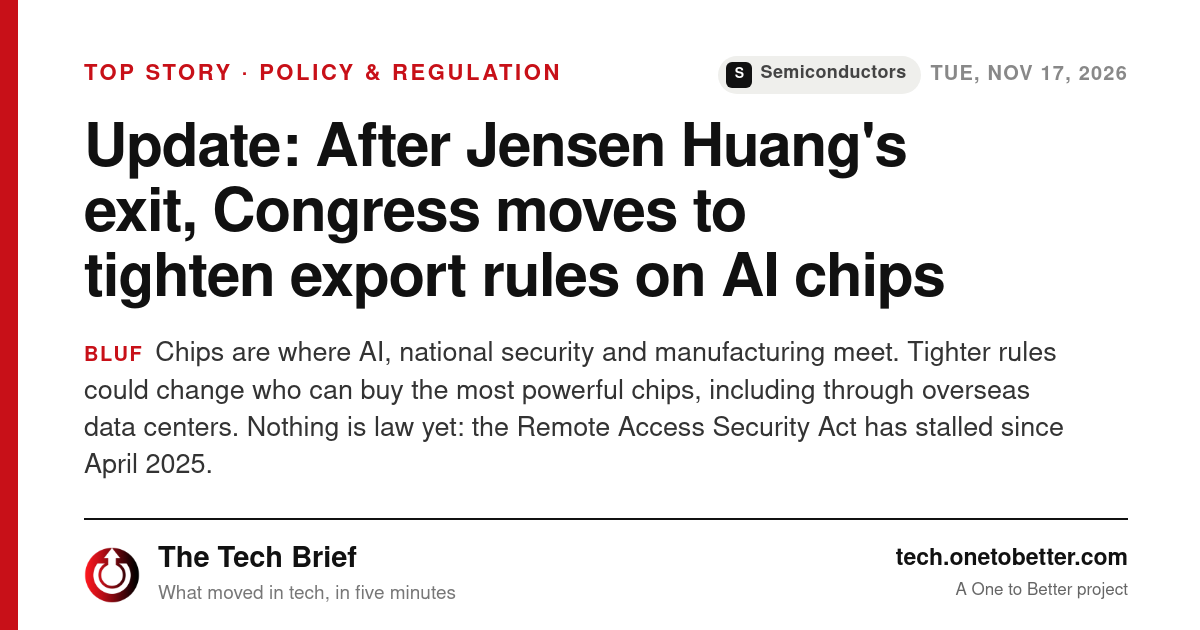 TOP STORY · POLICY & REGULATION
S Semiconductors TUE, NOV 17, 2026
Update: After Jensen Huang's
exit, Congress moves to
tighten export rules on AI chips
BLUF Chips are where AI, national security and manufacturing meet. Tighter rules
could change who can buy the most powerful chips, including through overseas
data centers. Nothing is law yet: the Remote Access Security Act has stalled since
April 2025.
The Tech Brief
What moved in tech, in five minutes
tech.onetobetter.com
A One to Better project